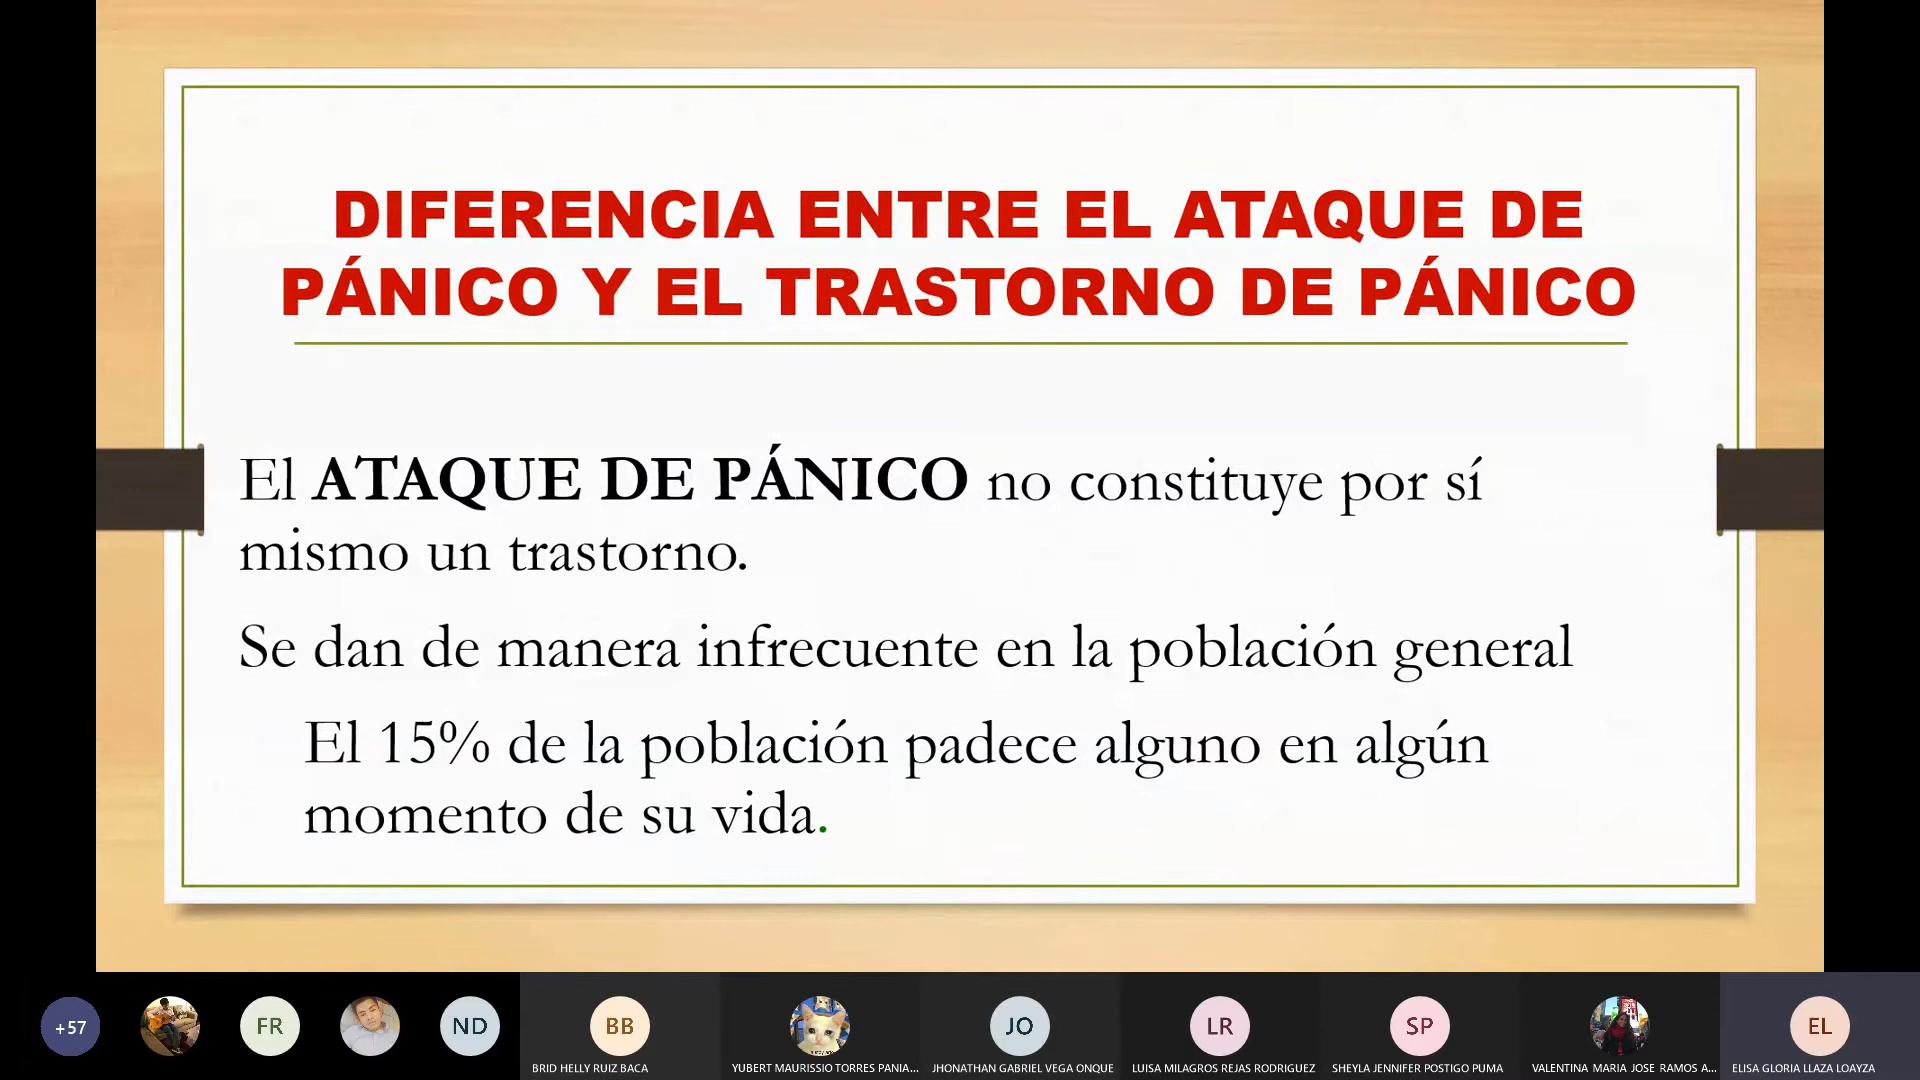 DIFERENCIA ENTRE EL ATAQUE DE
PÁNICO Y EL TRASTORNO DE PÁNICO
El ATAQUE DE PÁNICO no constituye por sí
mismo un trastorno.
Se dan de manera infrecuente en la población general
El 15% de la población padece alguno en algún
momento de su vida.
+57
FR
ND
BB
JO
LR
SP
EL
BRID HELLY RUIZ BACA
YUBERT MAURISSIO TORRES PANIA...
JHONATHAN GABRIEL VEGA ONQUE
LUISA MILAGROS REJAS RODRIGUEZ
SHEYLA JENNIFER POSTIGO PUMA
VALENTINA MARIA JOSE RAMOS A...
ELISA GLORIA LLAZA LOAYZA